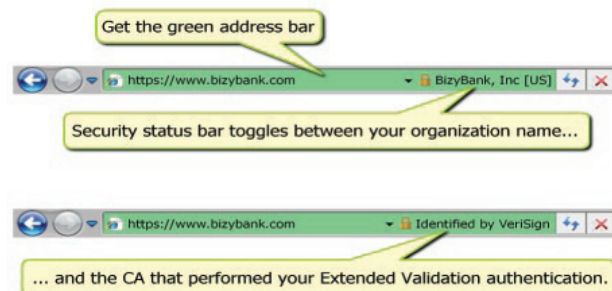 Get the green address bar
https://www.bizybank.com BizyBank, Inc [US]
Security status bar toggles between your organization name...
https://www.bizybank.com Identified by VeriSign
... and the CA that performed your Extended Validation authentication.